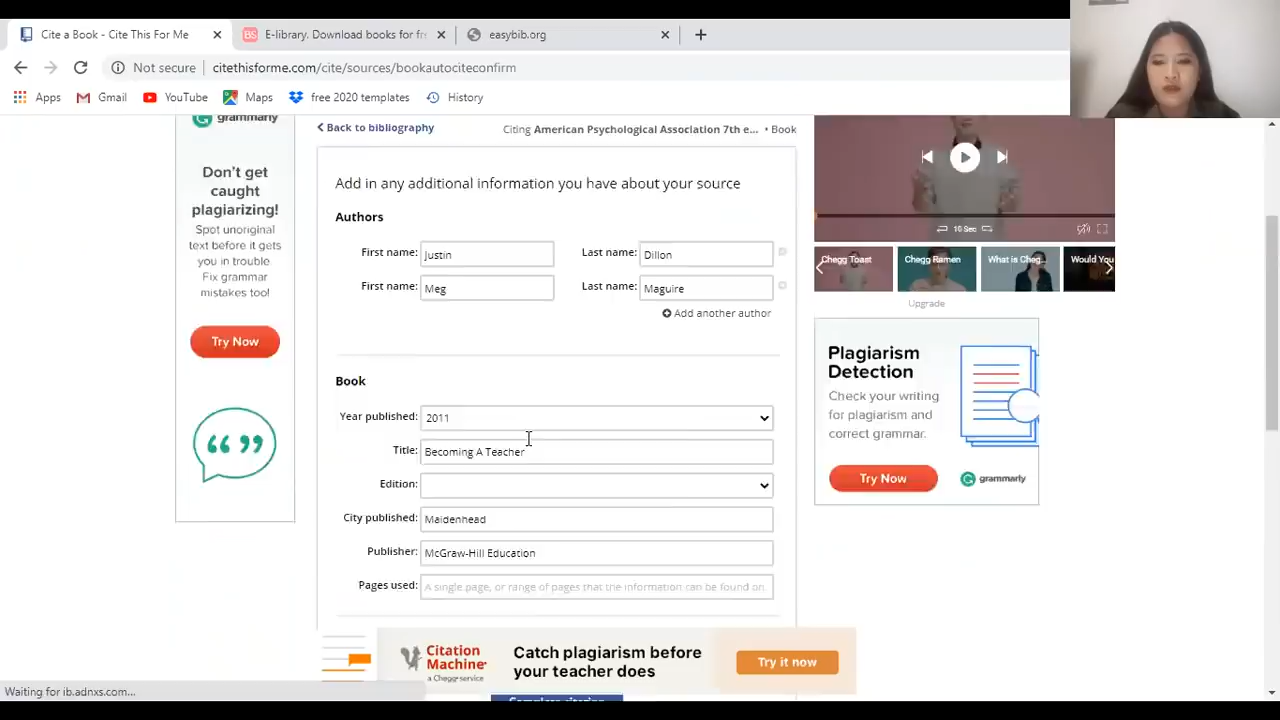 Cite a Book - Cite This For Me
E-library. Download books for fr
easybib.org
Not secure
citethisforme.com/cite/sources/bookautociteconfirm
Apps
Gmail
YouTube
Maps
free 2020 templates
History
grammarly
Don't get
caught
plagiarizing!
Spot unoriginal
text before it gets
you in trouble
Fix grammar
mistakes too!
Try Now
Back to bibliography
Citing American Psychological Association 7th e... • Book
Add in any additional information you have about your source
Authors
First name: Justin
Last name: Dillon
First name: Meg
Last name: Maguire
Add another author
Book
Year published: 2011
Title: Becoming A Teacher
Edition:
City published: Maidenhead
Publisher: McGraw-Hill Education
Pages used: A single page, or range of pages that the information can be found on
10 Sec
Chegg Toast
Chegg Ramen
What is Cheg...
Would You
Upgrade
Plagiarism
Detection
Check your writing
for plagiarism and
correct grammar.
Try Now
grammarly
Citation
Machine
a Chegg service
Catch plagiarism before
your teacher does
Try it now
Waiting for ib.adnxs.com...